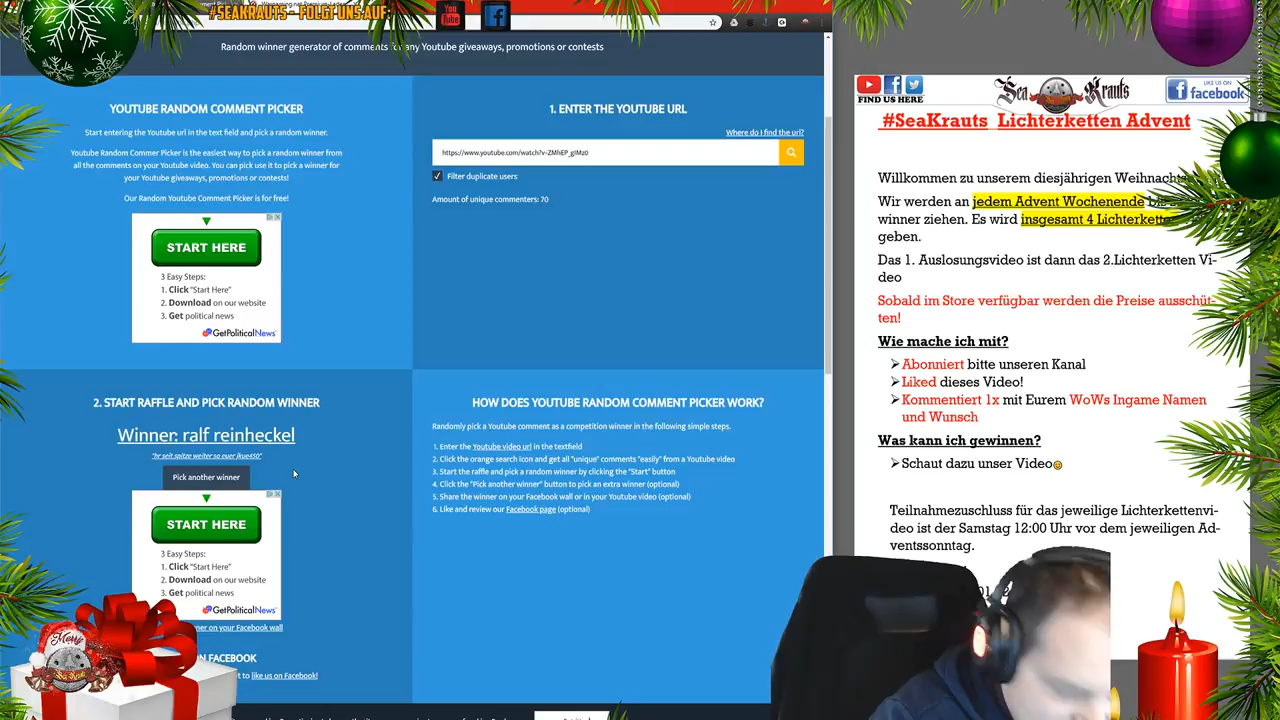 #SEAKRAUTS - FOLGT UNS AUF:
You Tube
Random winner generator of comments for any Youtube giveaways, promotions or contests
YOUTUBE RANDOM COMMENT PICKER
Start entering the Youtube url in the text field and pick a random winner.
Youtube Random Commer Picker is the easiest way to pick a random winner from
all the comments on your Youtube video. You can pick use it to pick a winner for
your Youtube giveaways, promotions or contests!
Our Random Youtube Comment Picker is for free!
START HERE
3 Easy Steps:
1. Click "Start Here"
2. Download on our website
3. Get political news
GetPoliticalNews
1. ENTER THE YOUTUBE URL
Where do I find the url?
https://www.youtube.com/watch?v=ZMhEP_gIMz0
Filter duplicate users
Amount of unique commenters: 70
2. START RAFFLE AND PICK RANDOM WINNER
Winner: ralf reinheckel
"hr seit spitze weiter so euer jlue450"
Pick another winner
START HERE
3 Easy Steps:
1. Click "Start Here"
2. Download on our website
3. Get political news
GetPoliticalNews
on your Facebook wall
ON FACEBOOK
to like us on Facebook!
Merry
HOW DOES YOUTUBE RANDOM COMMENT PICKER WORK?
Randomly pick a Youtube comment as a competition winner in the following simple steps.
1. Enter the Youtube video url in the textfield
2. Click the orange search icon and get all "unique" comments "easily" from a Youtube video
3. Start the raffle and pick a random winner by clicking the "Start" button
4. Click the "Pick another winner" button to pick an extra winner (optional)
5. Share the winner on your Facebook wall or in your Youtube video (optional)
6. Like and review our Facebook page (optional)
FIND US HERE
Sea Krauts
LIKE US ON
facebook
#SeaKrauts Lichterketten Advent
Willkommen zu unserem diesjährigen
Wir werden an jedem Advent Wochenende
winner ziehen. Es wird insgesamt 4
geben.
Das 1. Auslosungsvideo ist dann das 2.Lichterketten Vi-
deo
Sobald im Store verfügbar werden die Preise ausschüt-
ten!
Wie mache ich mit?
Abonniert bitte unseren Kanal
Liked dieses Video!
Kommentiert 1x mit Eurem WoWs Ingame Namen
und Wunsch
Was kann ich gewinnen?
Schaut dazu unser Video
Teilnahmezuschluss für das jeweilige Lichterkettenvi-
deo ist der Samstag 12:00 Uhr vor dem jeweiligen Ad-
ventssonntag.